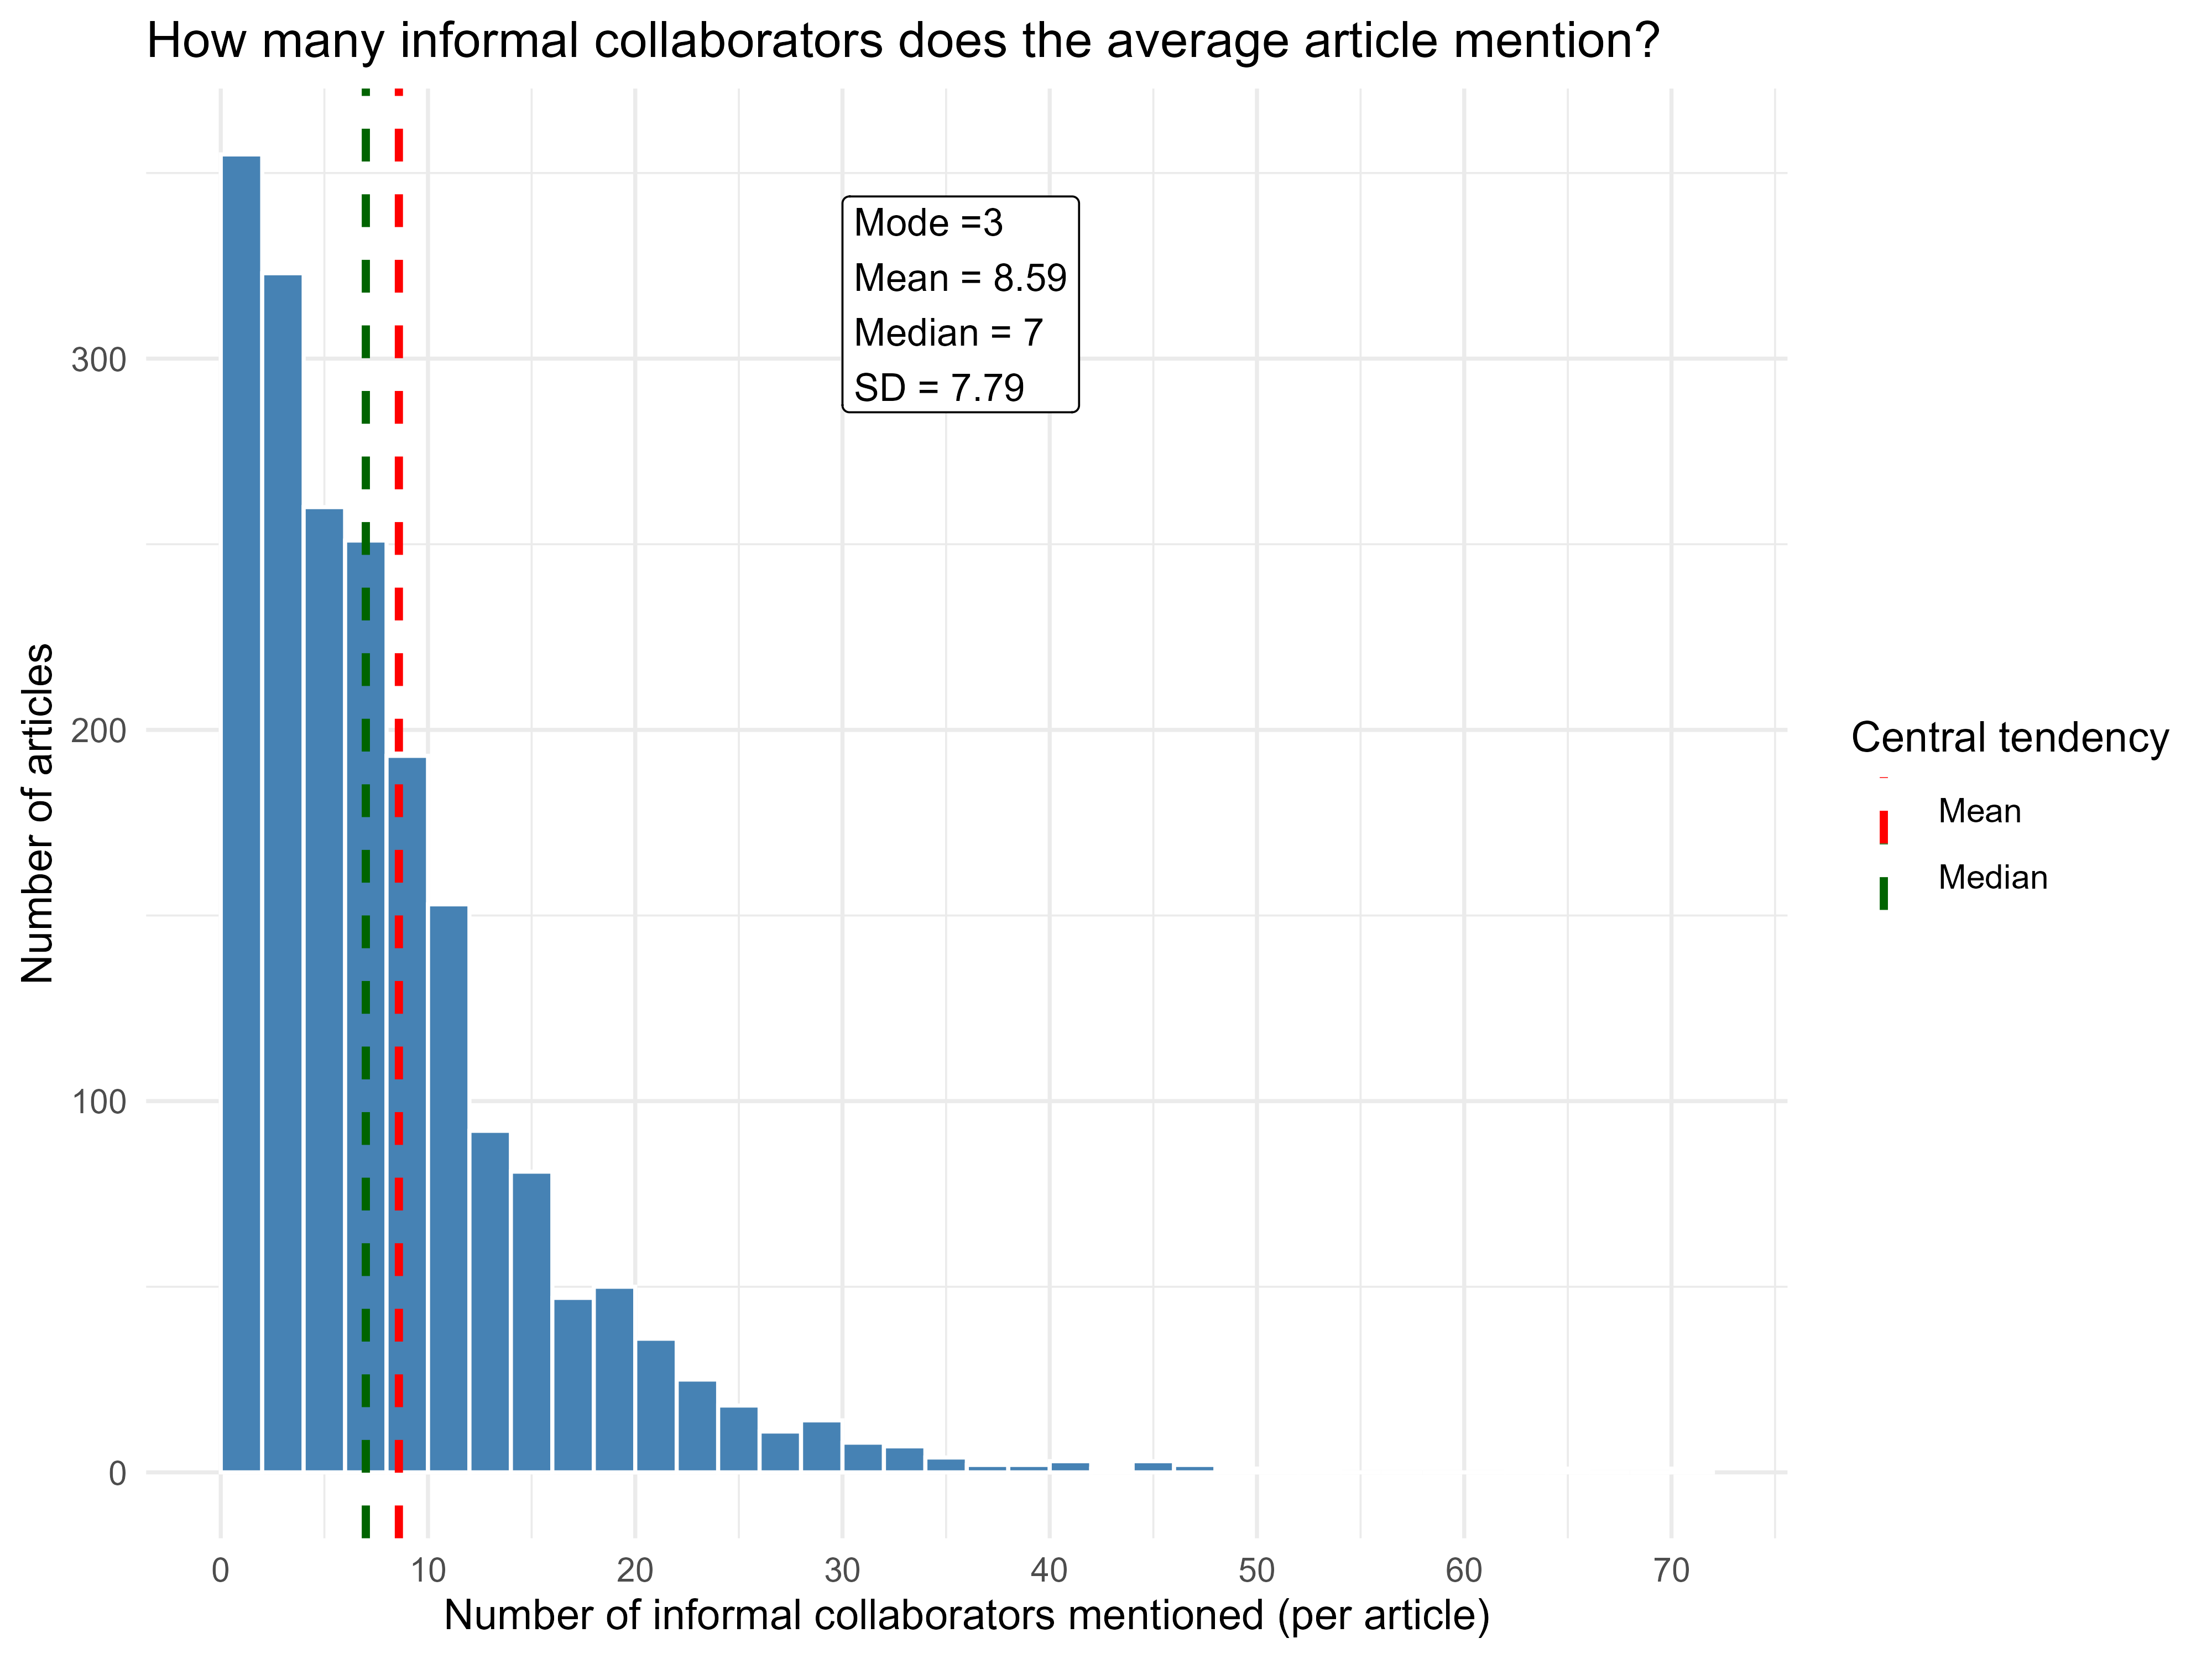 How many informal collaborators does the average article mention?
Mode =3
Mean = 8.59
Median = 7
SD = 7.79
Number of articles
300
200
100
0
0 10 20 30 40 50 60 70
Number of informal collaborators mentioned (per article)
Central tendency
Mean
Median